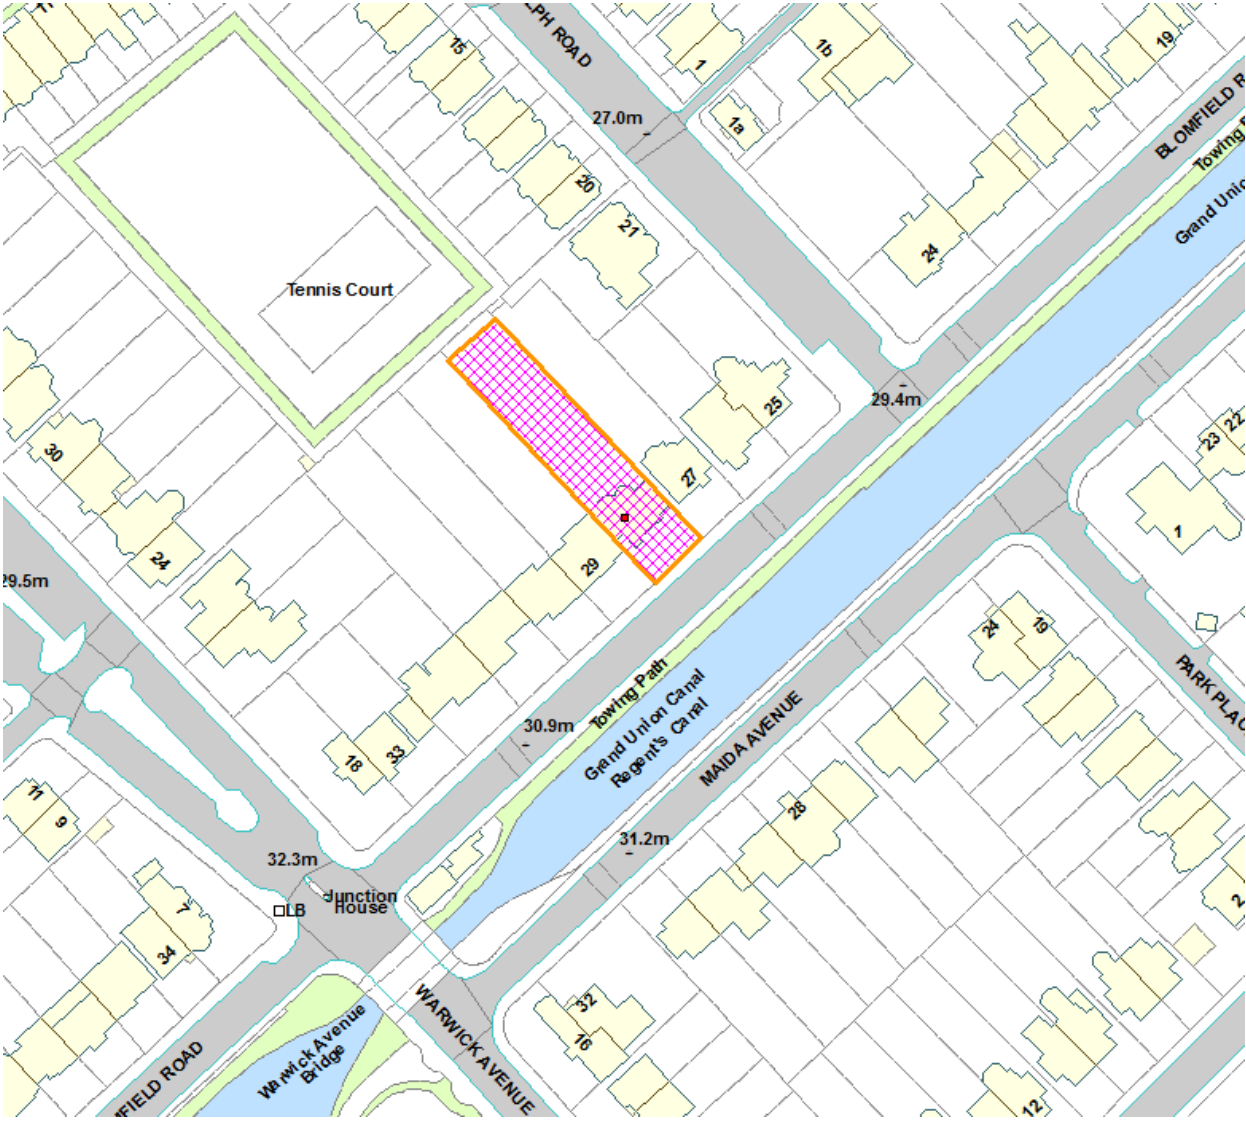 15
1
1b
19
LPH ROAD
27.0m
1a
BLOMFIELD R
Towing P
Grand Unio
20
21
24
Tennis Court
25
29.4m
22
23
30
27
1
24
29
29.5m
24
19
Towing Path
Grand Union Canal
Regent's Canal
MAIDA AVENUE
PARK PLAC
30.9m
18
33
11
9
28
31.2m
32.3m
Junction
House
LB
7
34
2
WARWICK AVENUE
Warwick Avenue
Bridge
MFIELD ROAD
32
16
12